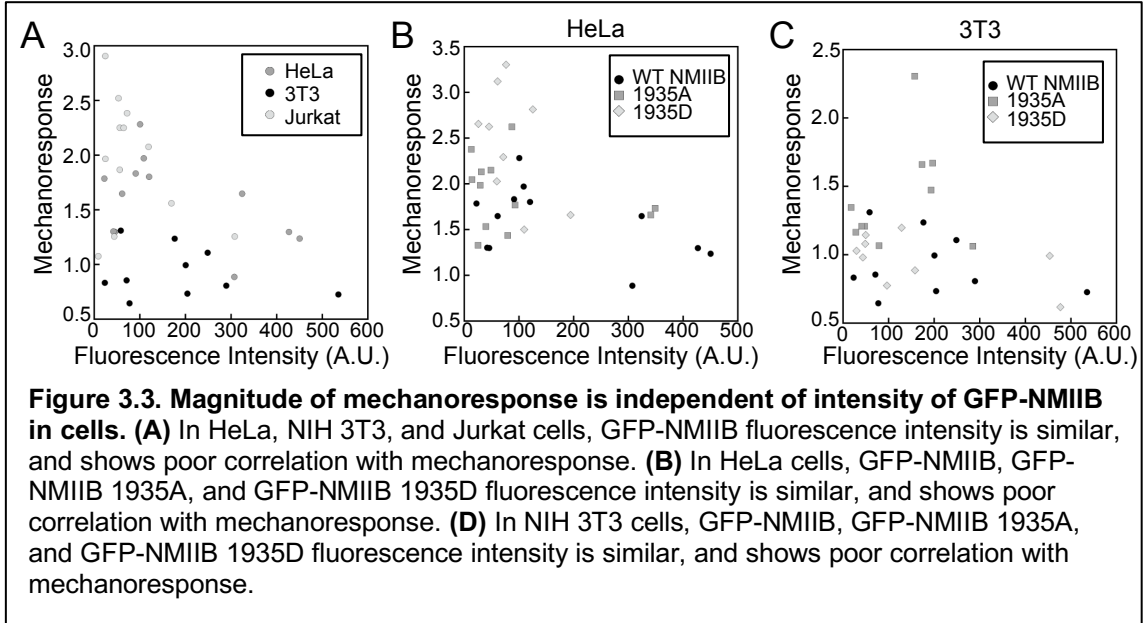 A
Mechanoresponse
3.0
2.5
2.0
1.5
1.0
0.5
0 100 200 300 400 500 600
Fluorescence Intensity (A.U.)
HeLa
3T3
Jurkat
B
HeLa
Mechanoresponse
3.5
3.0
2.5
2.0
1.5
1.0
0.5
0 100 200 300 400 500
Fluorescence Intensity (A.U.)
WT NMIIB
1935A
1935D
C
3T3
Mechanoresponse
2.5
2.0
1.5
1.0
0.5
0 100 200 300 400 500 600
Fluorescence Intensity (A.U.)
WT NMIIB
1935A
1935D
Figure 3.3. Magnitude of mechanoresponse is independent of intensity of GFP-NMIIB
in cells. (A) In HeLa, NIH 3T3, and Jurkat cells, GFP-NMIIB fluorescence intensity is similar,
and shows poor correlation with mechanoresponse. (B) In HeLa cells, GFP-NMIIB, GFP-
NMIIB 1935A, and GFP-NMIIB 1935D fluorescence intensity is similar, and shows poor
correlation with mechanoresponse. (D) In NIH 3T3 cells, GFP-NMIIB, GFP-NMIIB 1935A,
and GFP-NMIIB 1935D fluorescence intensity is similar, and shows poor correlation with
mechanoresponse.